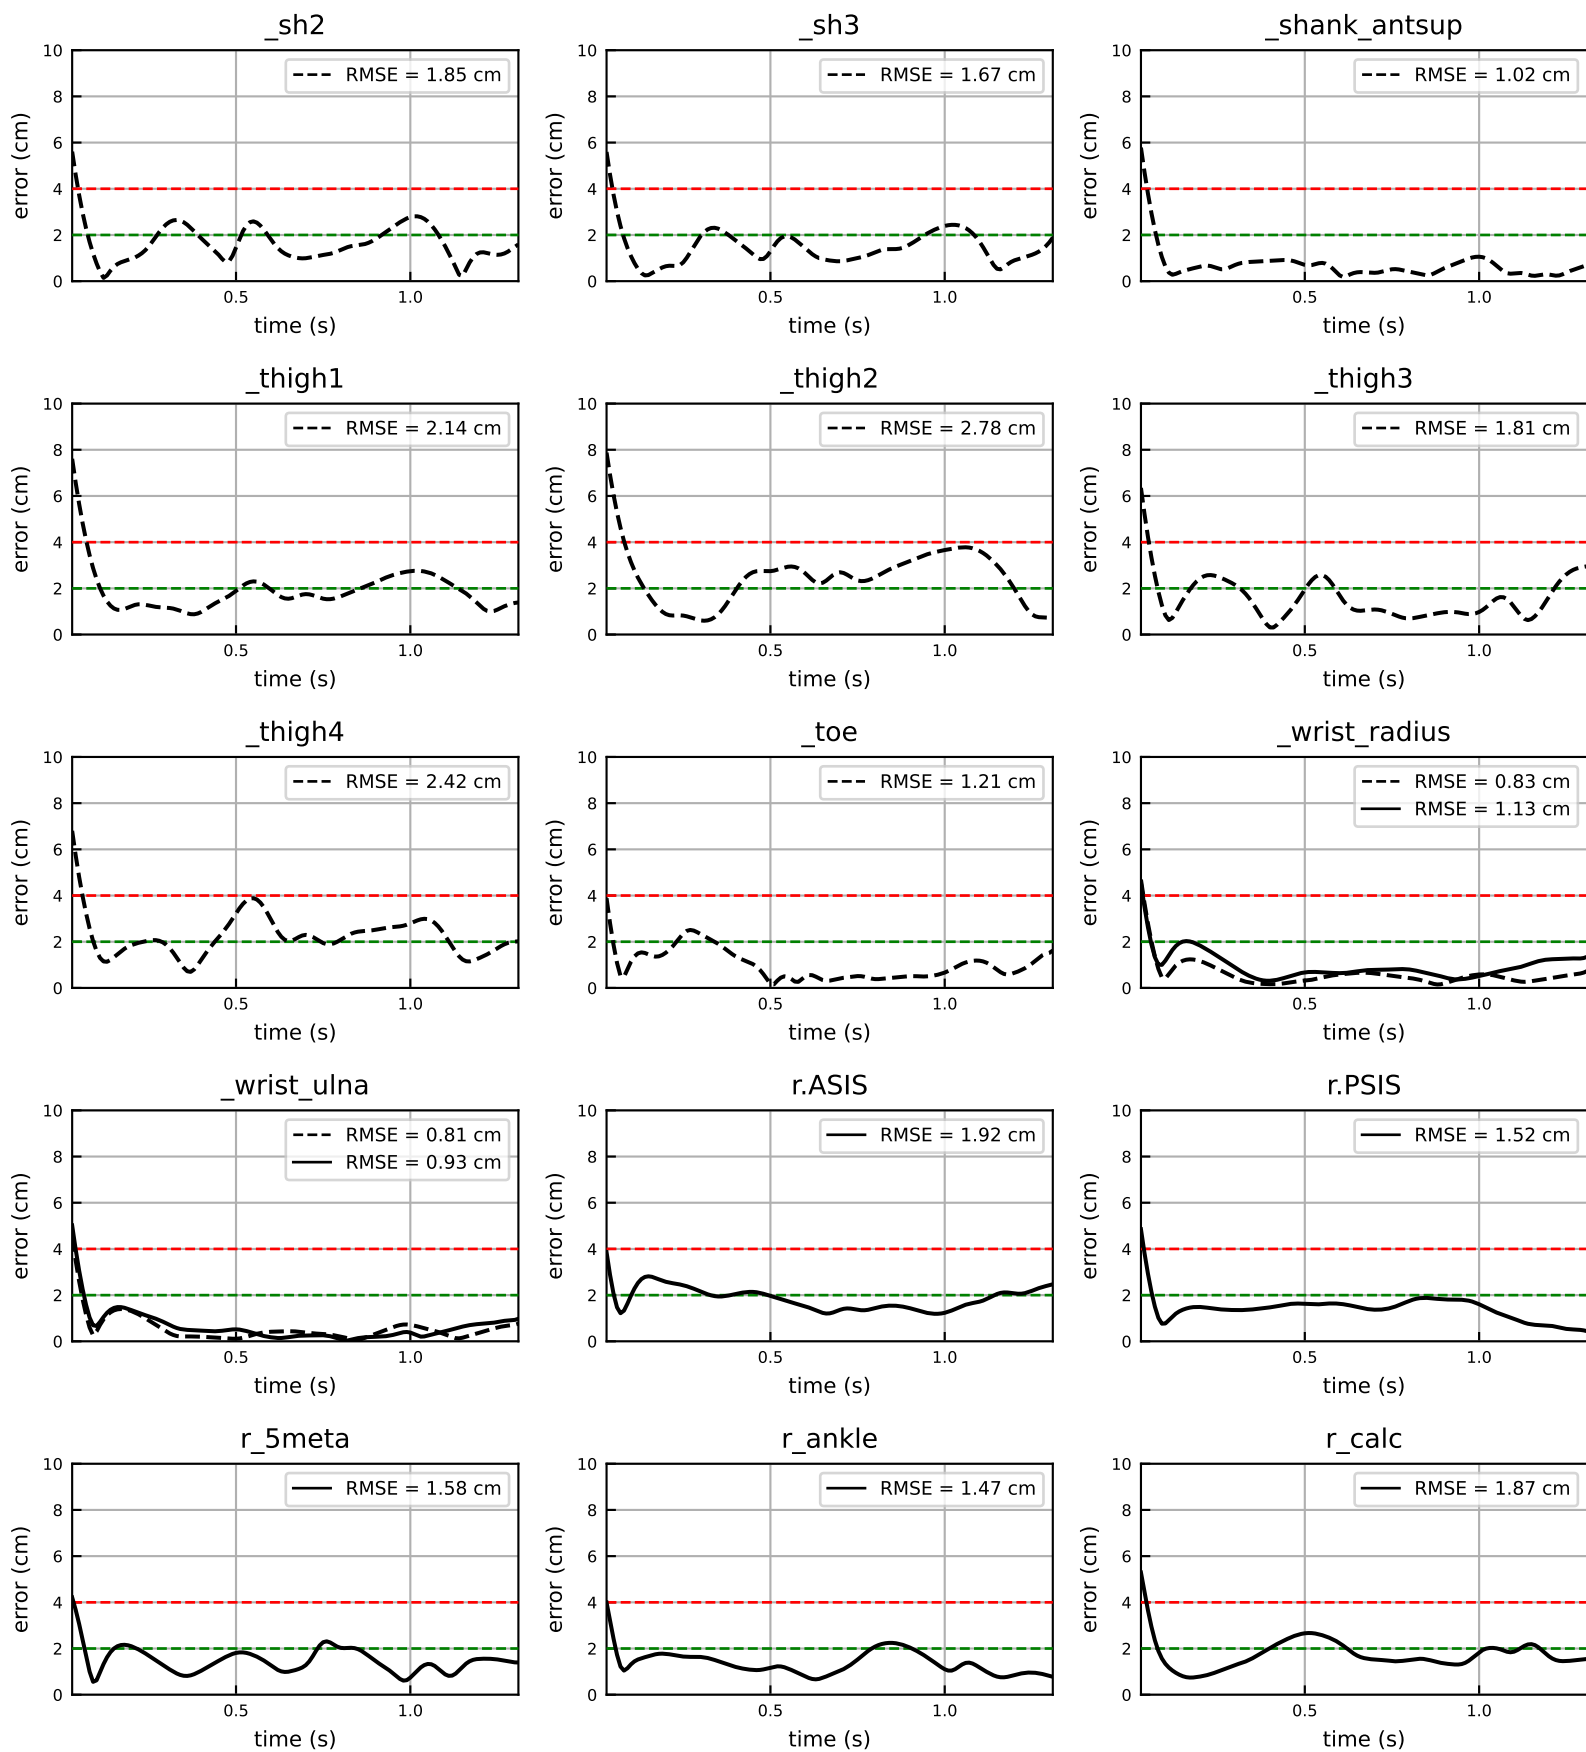 _sh2
10
8
6
4
2
0
error (cm)
RMSE = 1.85 cm
0.5
1.0
time (s)
_sh3
10
8
6
4
2
0
error (cm)
RMSE = 1.67 cm
0.5
1.0
time (s)
_shank_antsup
10
8
6
4
2
0
error (cm)
RMSE = 1.02 cm
0.5
1.0
time (s)
_thigh1
10
8
6
4
2
0
error (cm)
RMSE = 2.14 cm
0.5
1.0
time (s)
_thigh2
10
8
6
4
2
0
error (cm)
RMSE = 2.78 cm
0.5
1.0
time (s)
_thigh3
10
8
6
4
2
0
error (cm)
RMSE = 1.81 cm
0.5
1.0
time (s)
_thigh4
10
8
6
4
2
0
error (cm)
RMSE = 2.42 cm
0.5
1.0
time (s)
_toe
10
8
6
4
2
0
error (cm)
RMSE = 1.21 cm
0.5
1.0
time (s)
_wrist_radius
10
8
6
4
2
0
error (cm)
RMSE = 0.83 cm
RMSE = 1.13 cm
0.5
1.0
time (s)
_wrist_ulna
10
8
6
4
2
0
error (cm)
RMSE = 0.81 cm
RMSE = 0.93 cm
0.5
1.0
time (s)
r.ASIS
10
8
6
4
2
0
error (cm)
RMSE = 1.92 cm
0.5
1.0
time (s)
r.PSIS
10
8
6
4
2
0
error (cm)
RMSE = 1.52 cm
0.5
1.0
time (s)
r_5meta
10
8
6
4
2
0
error (cm)
RMSE = 1.58 cm
0.5
1.0
time (s)
r_ankle
10
8
6
4
2
0
error (cm)
RMSE = 1.47 cm
0.5
1.0
time (s)
r_calc
10
8
6
4
2
0
error (cm)
RMSE = 1.87 cm
0.5
1.0
time (s)